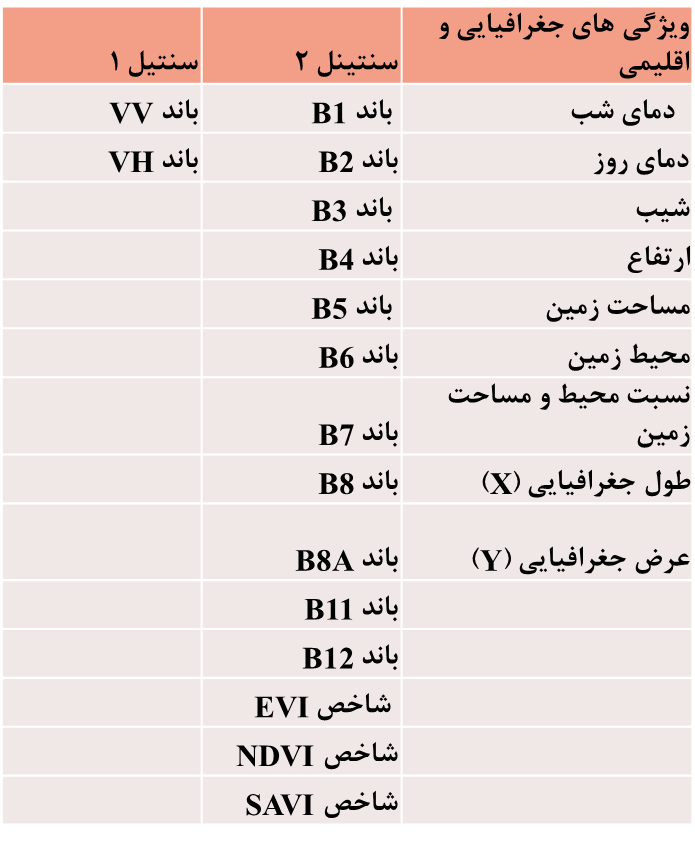 ویژگی های جغرافیایی و
اقلیمی
سنتینل ۲
سنتیل ۱
دمای شب
باند B1
باند VV
دمای روز
باند B2
باند VH
شیب
باند B3
ارتفاع
باند B4
مساحت زمین
باند B5
محیط زمین
باند B6
نسبت محیط و مساحت
زمین
باند B7
طول جغرافیایی (X)
باند B8
عرض جغرافیایی (Y)
باند B8A
باند B11
باند B12
شاخص EVI
شاخص NDVI
شاخص SAVI